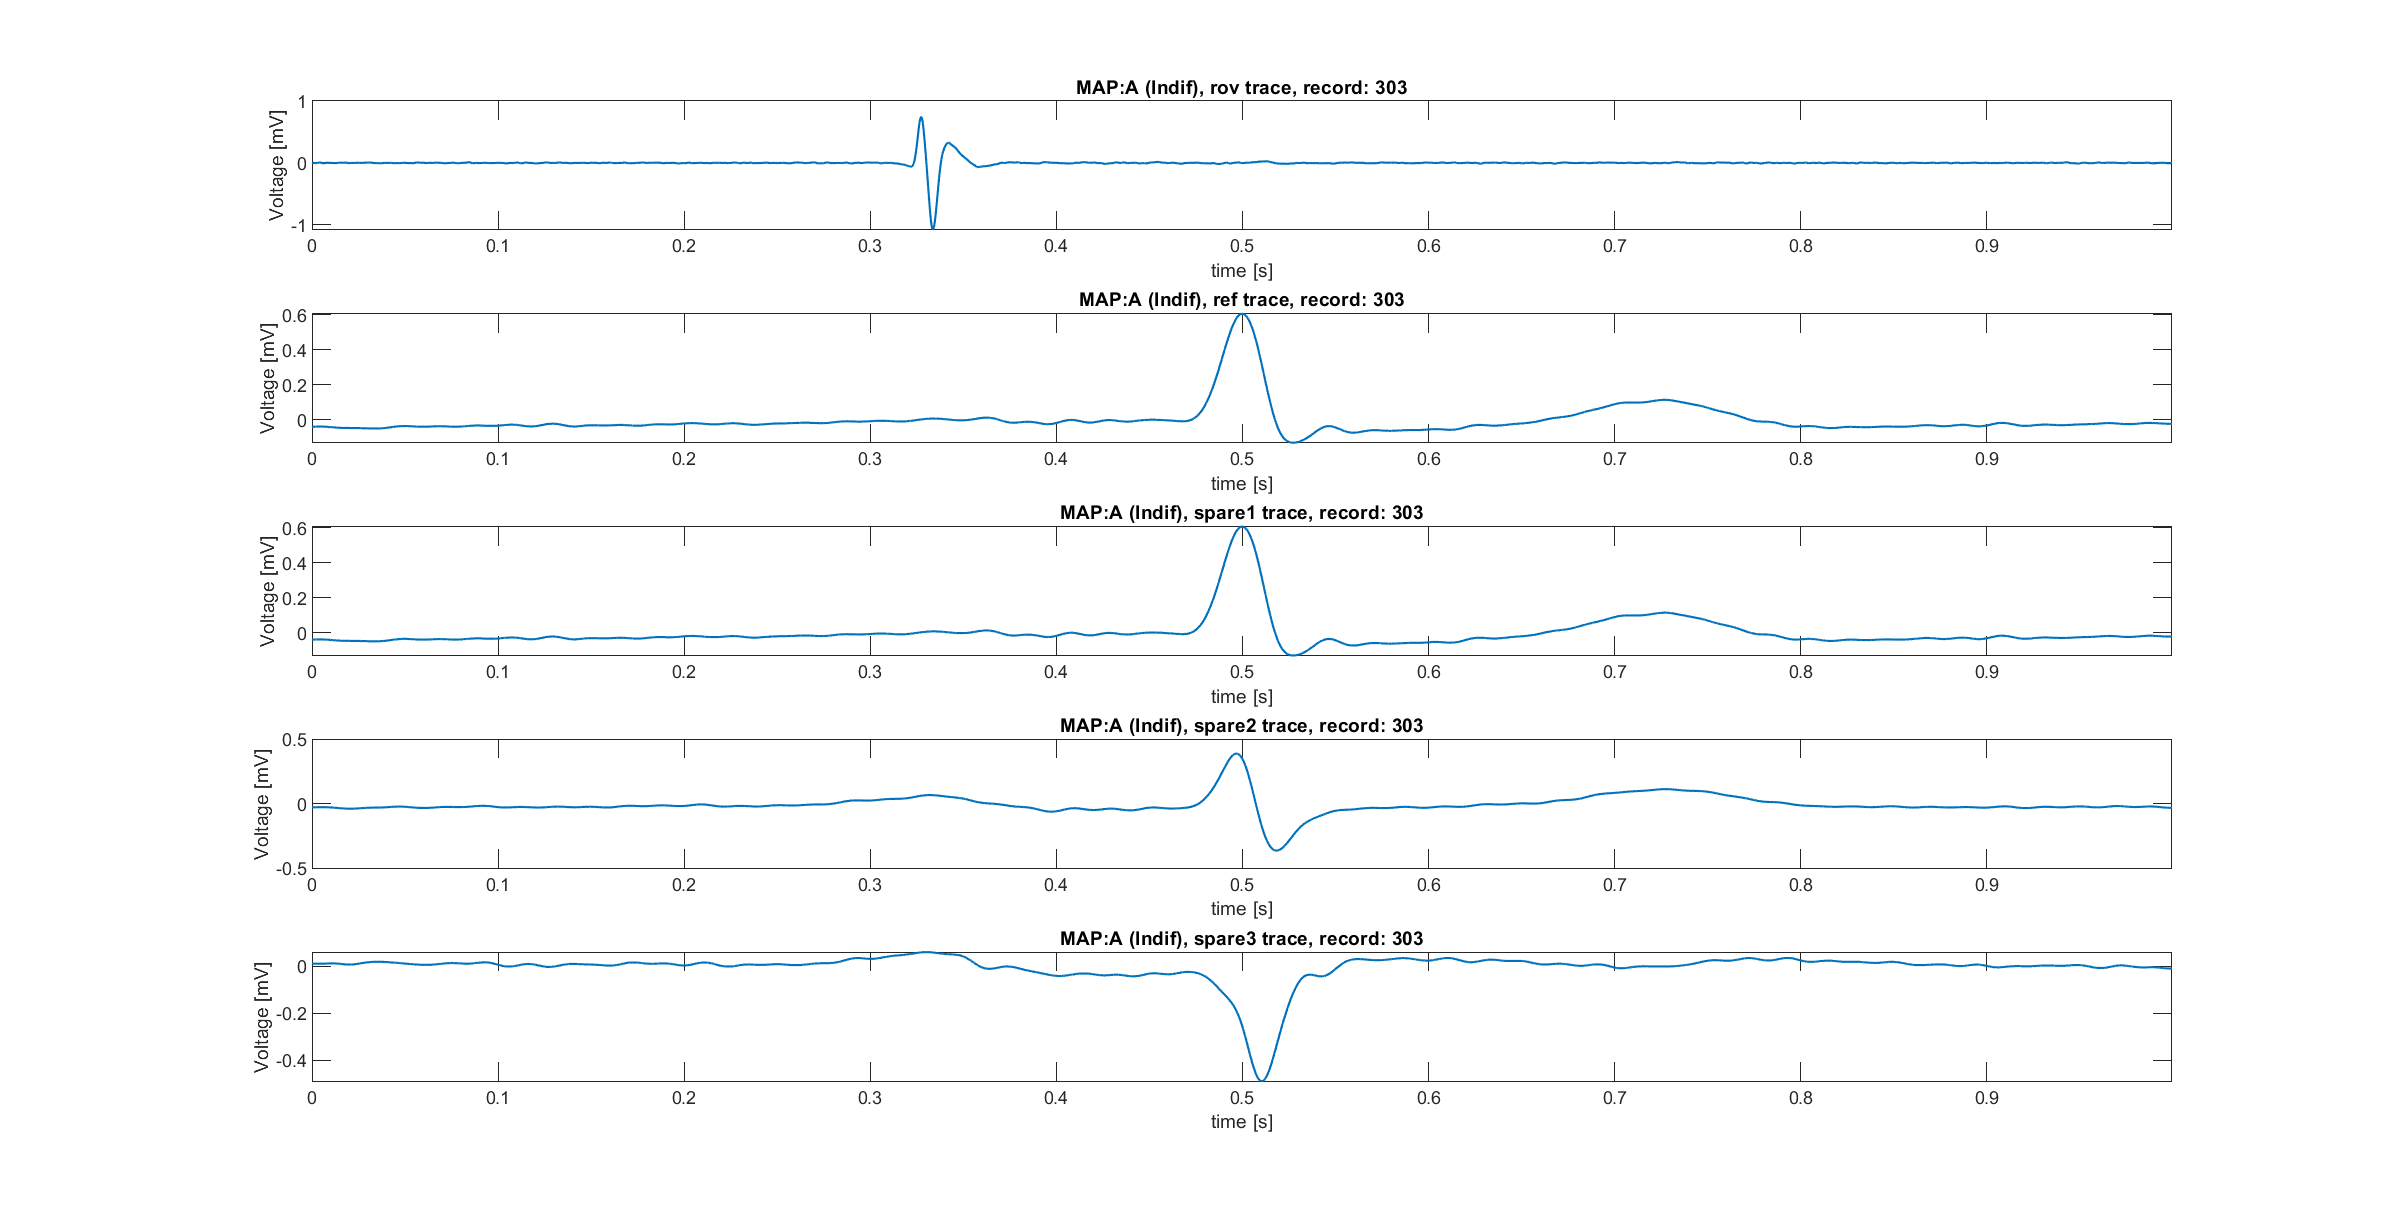 MAP:A (Indif), rov trace, record: 303
Voltage [mV]
1
0
-1
0 0.1 0.2 0.3 0.4 0.5 0.6 0.7 0.8 0.9
time [s]
MAP:A (Indif), ref trace, record: 303
Voltage [mV]
0.6
0.4
0.2
0
0 0.1 0.2 0.3 0.4 0.5 0.6 0.7 0.8 0.9
time [s]
MAP:A (Indif), spare1 trace, record: 303
Voltage [mV]
0.6
0.4
0.2
0
0 0.1 0.2 0.3 0.4 0.5 0.6 0.7 0.8 0.9
time [s]
MAP:A (Indif), spare2 trace, record: 303
Voltage [mV]
0.5
0
-0.5
0 0.1 0.2 0.3 0.4 0.5 0.6 0.7 0.8 0.9
time [s]
MAP:A (Indif), spare3 trace, record: 303
Voltage [mV]
0
-0.2
-0.4
0 0.1 0.2 0.3 0.4 0.5 0.6 0.7 0.8 0.9
time [s]